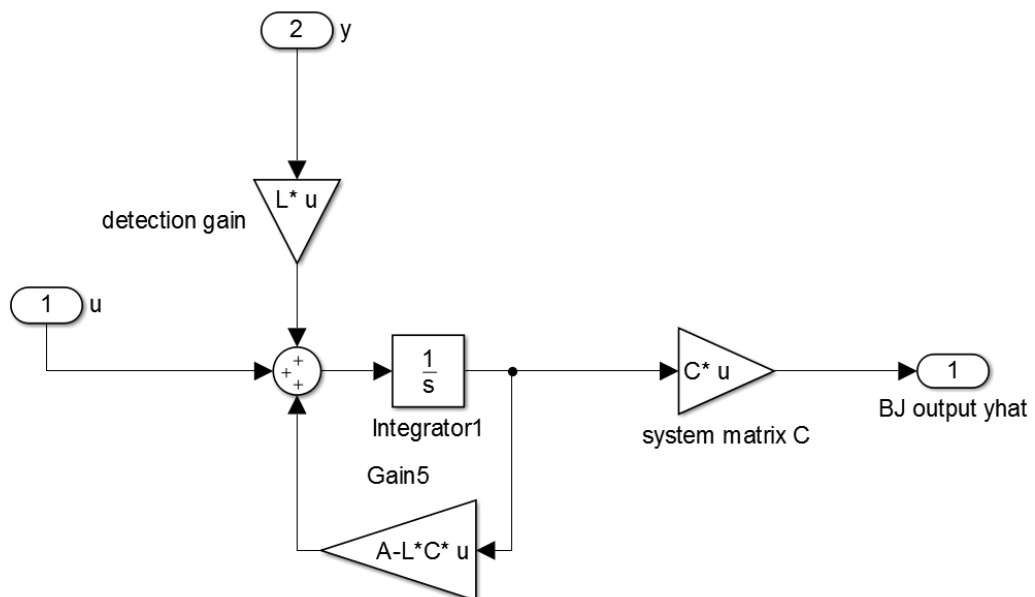 2
y
L* u
detection gain
1
u
+
+
+
1
s
Integrator1
C* u
system matrix C
1
BJ output yhat
Gain5
A-L*C* u